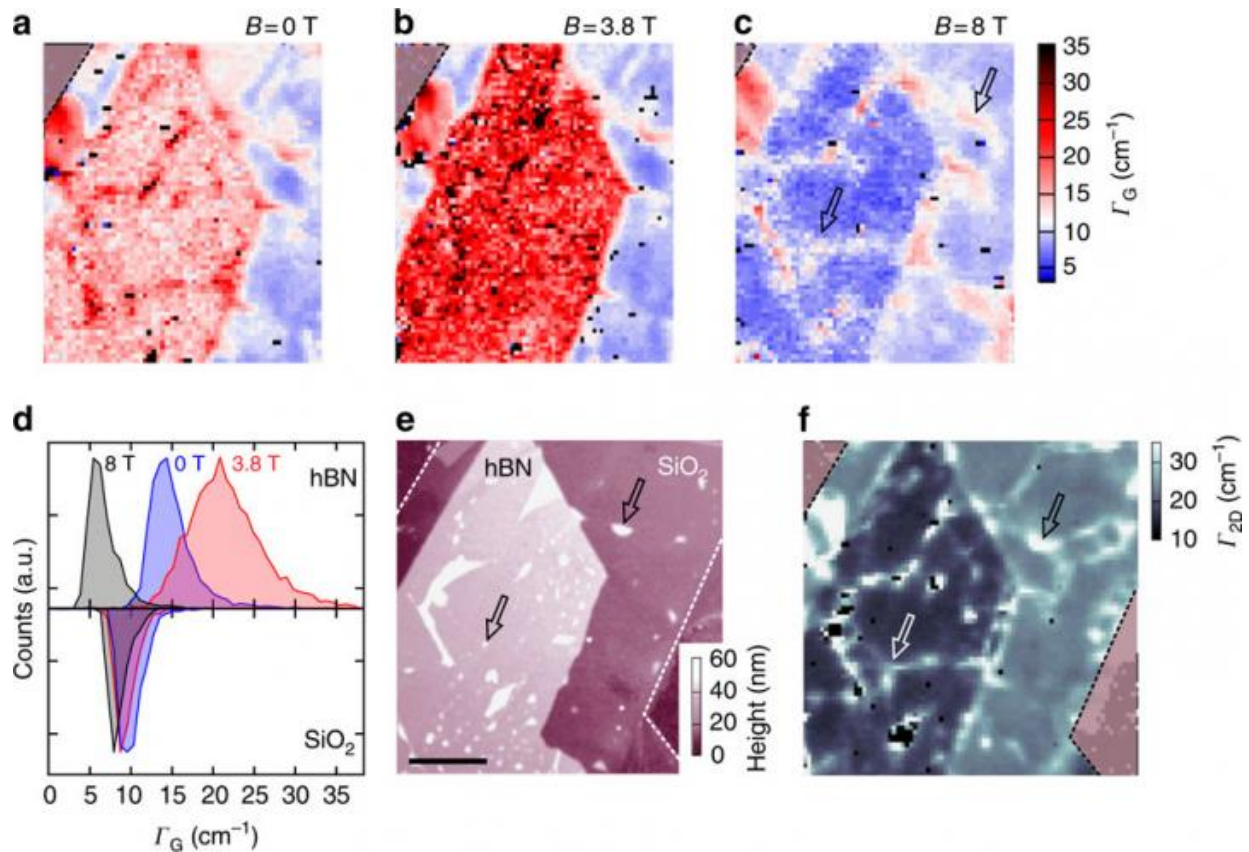 a B=0 T
b B=3.8 T
c B=8 T
35
30
25
20
15
10
5
Γ_G (cm⁻¹)
d
8 T 0 T 3.8 T
hBN
SiO₂
Counts (a.u.)
0 5 10 15 20 25 30 35
Γ_G (cm⁻¹)
e
hBN SiO₂
60
40
20
0
Height (nm)
f
30
20
10
Γ_2D (cm⁻¹)